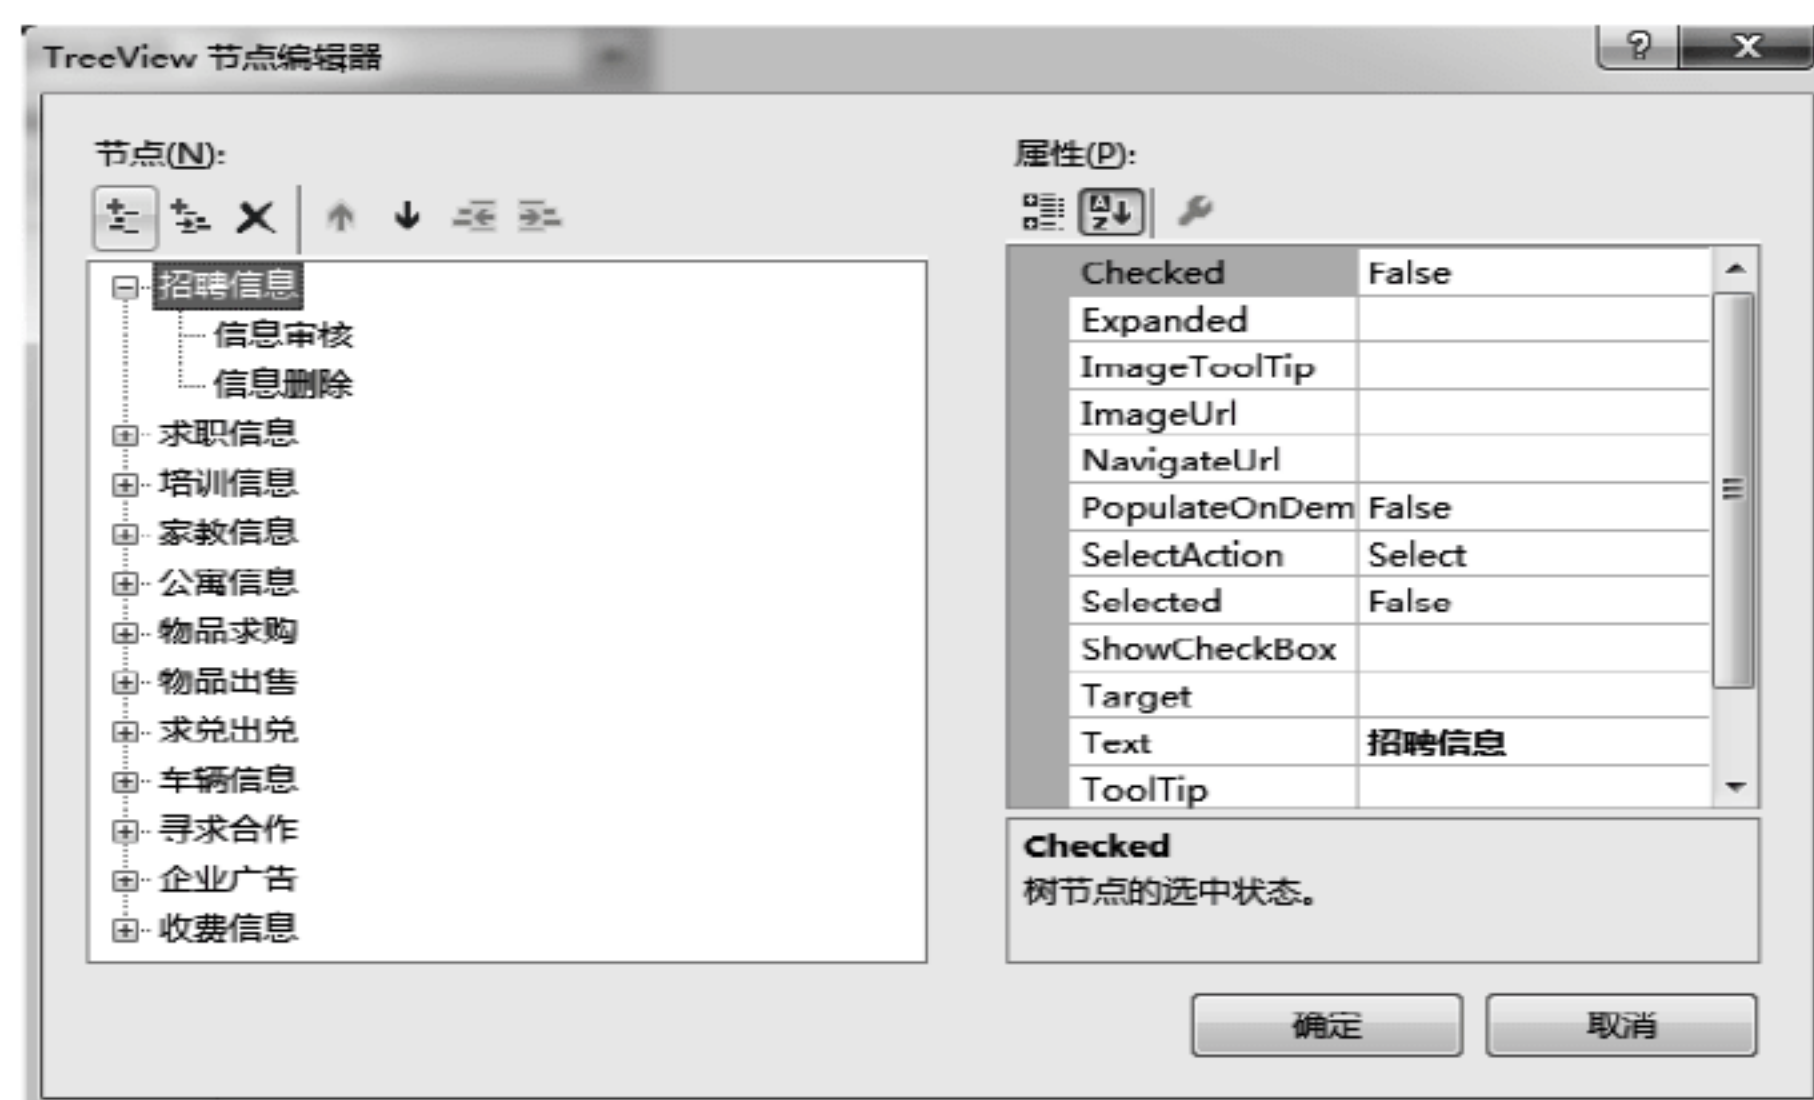 TreeView 节点编辑器
节点(N):
招聘信息
信息审核
信息删除
求职信息
培训信息
家教信息
公寓信息
物品求购
物品出售
求兑出兑
车辆信息
寻求合作
企业广告
收费信息
属性(P):
Checked False
Expanded
ImageToolTip
ImageUrl
NavigateUrl
PopulateOnDem False
SelectAction Select
Selected False
ShowCheckBox
Target
Text 招聘信息
ToolTip
Checked
树节点的选中状态。
确定 取消